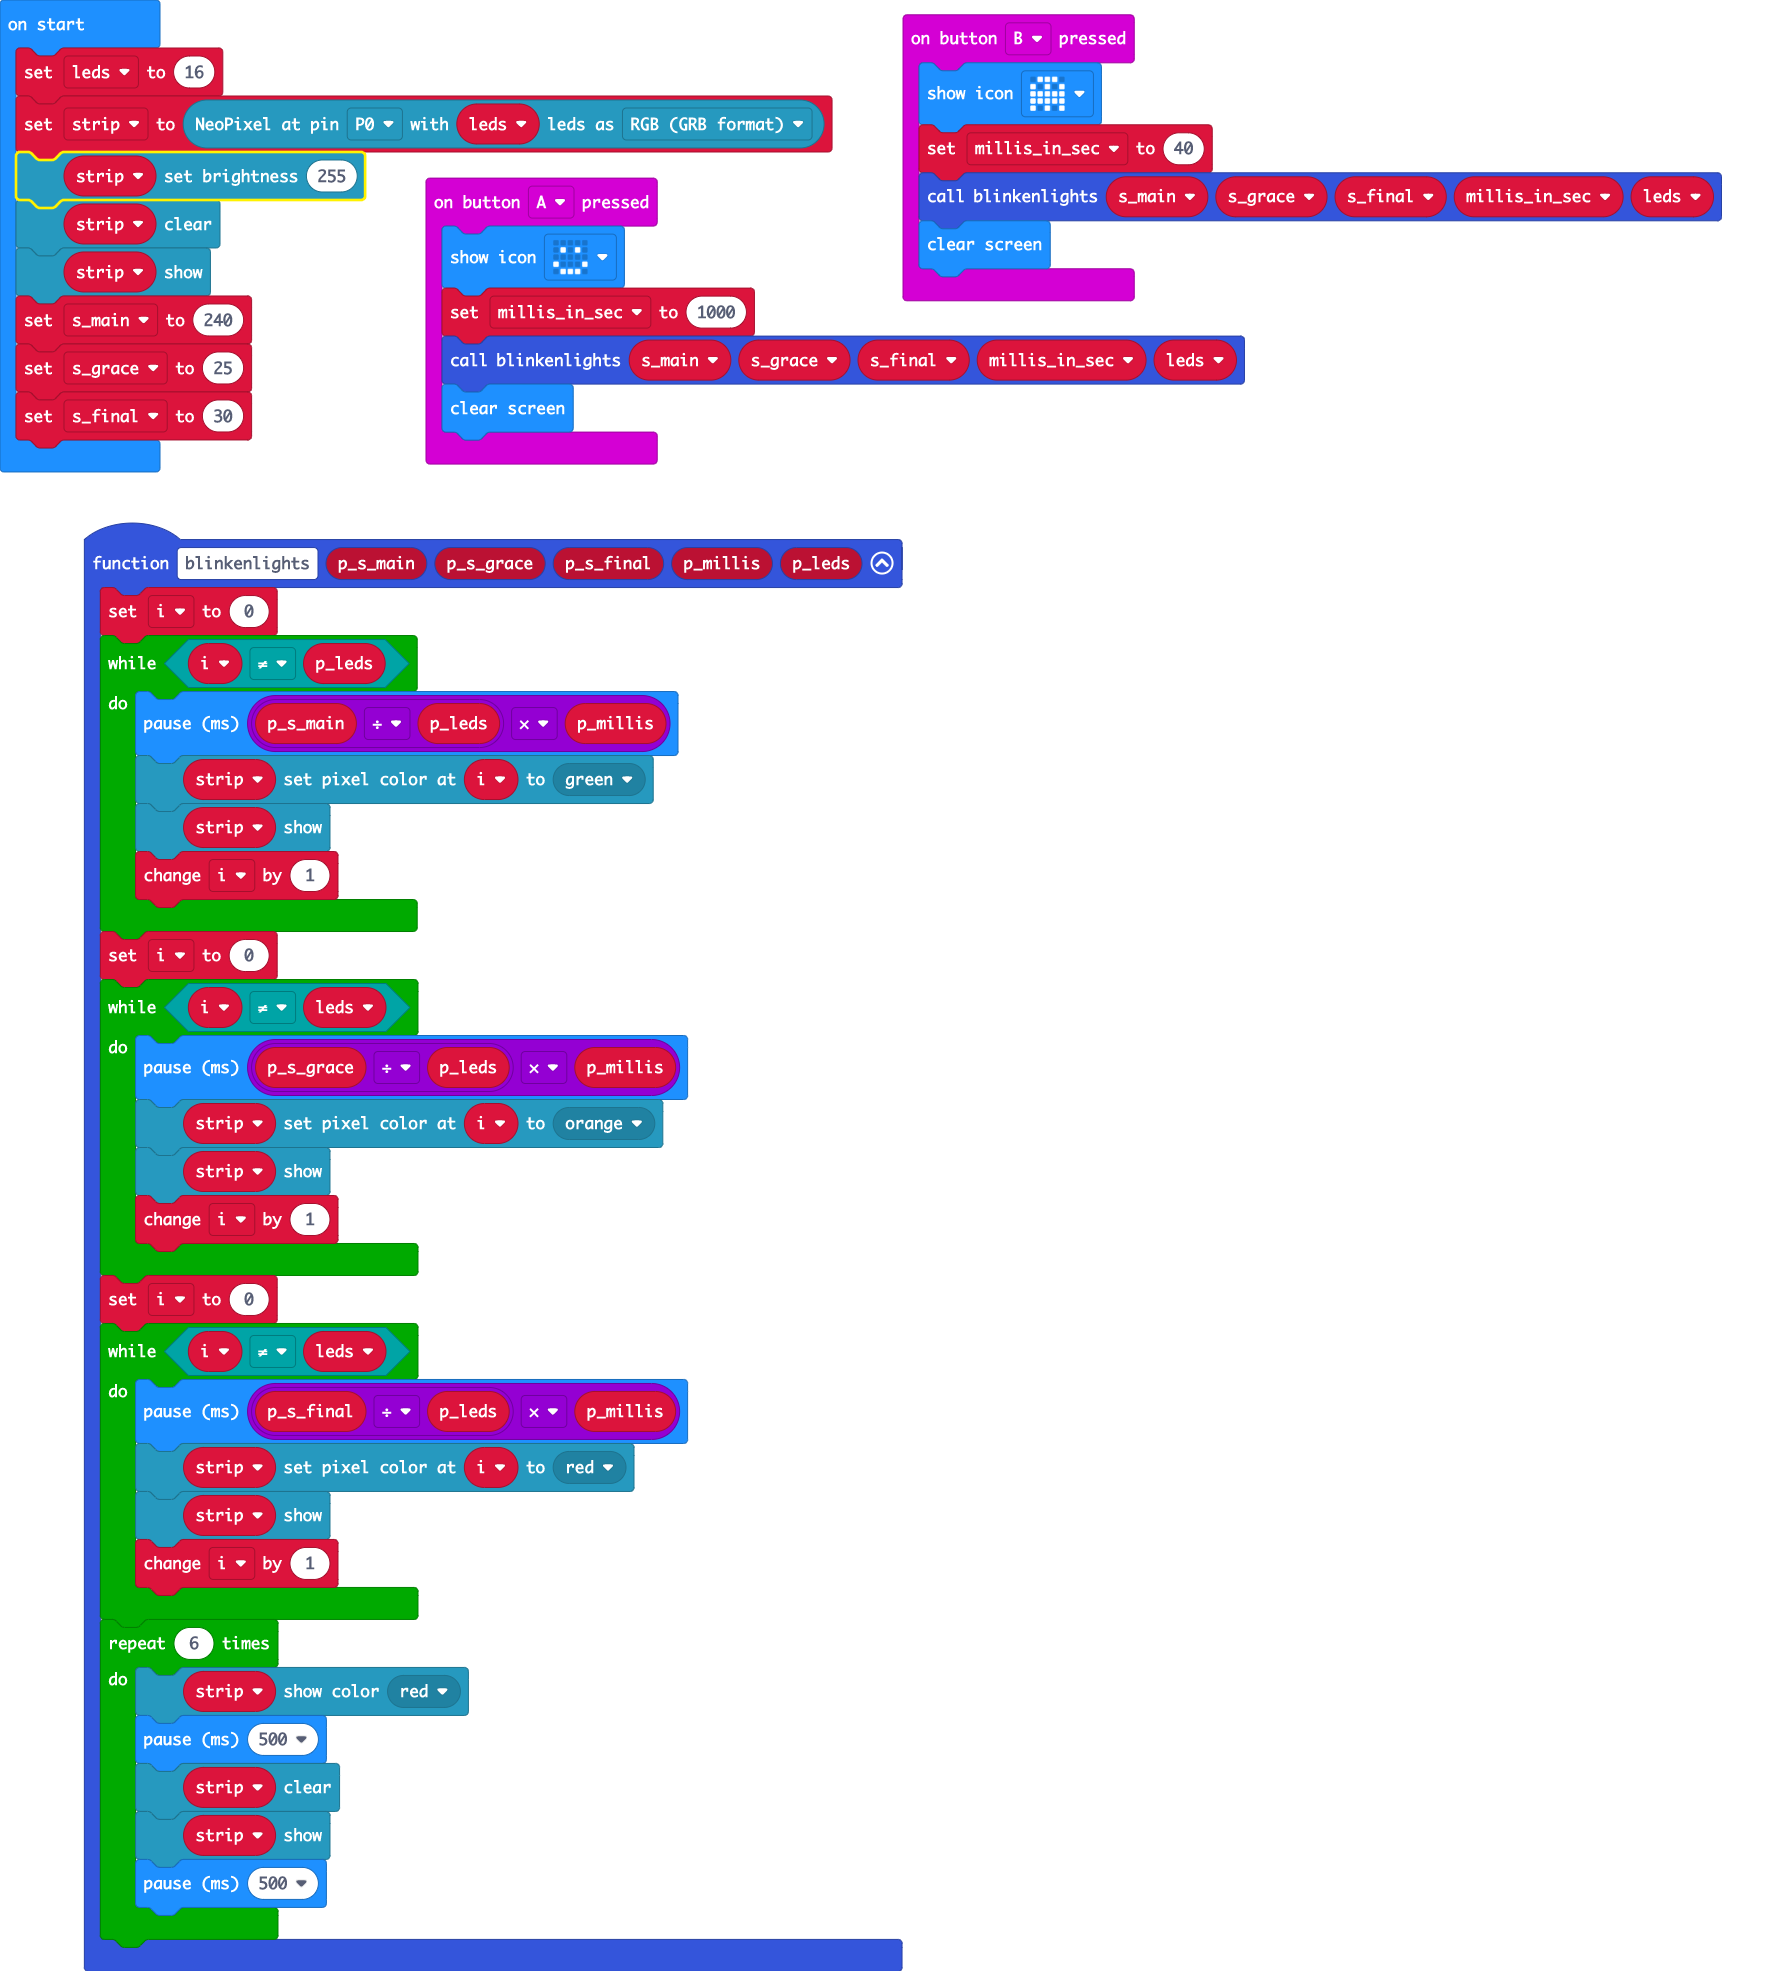 on start
set leds to 16
set strip to NeoPixel at pin P0 with leds leds as RGB (GRB format)
strip set brightness 255
strip clear
strip show
set s_main to 240
set s_grace to 25
set s_final to 30
on button A pressed
show icon
set millis_in_sec to 1000
call blinkenlights s_main s_grace s_final millis_in_sec leds
clear screen
on button B pressed
show icon
set millis_in_sec to 40
call blinkenlights s_main s_grace s_final millis_in_sec leds
clear screen
function blinkenlights p_s_main p_s_grace p_s_final p_millis p_leds
set i to 0
while i ≠ p_leds
do
pause (ms) p_s_main ÷ p_leds × p_millis
strip set pixel color at i to green
strip show
change i by 1
set i to 0
while i ≠ leds
do
pause (ms) p_s_grace ÷ p_leds × p_millis
strip set pixel color at i to orange
strip show
change i by 1
set i to 0
while i ≠ leds
do
pause (ms) p_s_final ÷ p_leds × p_millis
strip set pixel color at i to red
strip show
change i by 1
repeat 6 times
do
strip show color red
pause (ms) 500
strip clear
strip show
pause (ms) 500